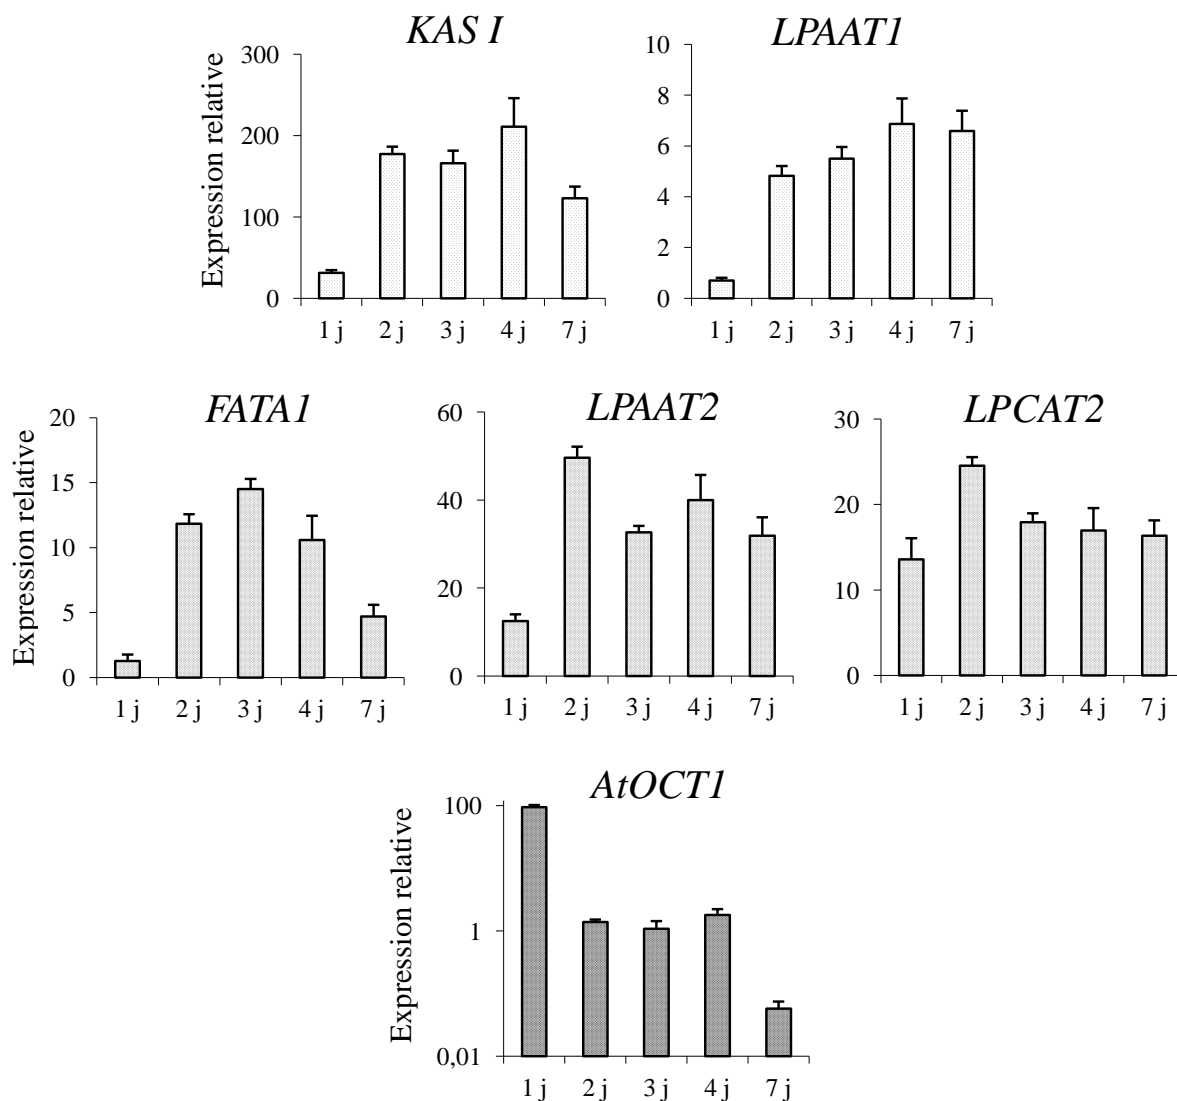 KAS I
Expression relative
300
200
100
0
1 j 2 j 3 j 4 j 7 j
LPAAT1
10
8
6
4
2
0
1 j 2 j 3 j 4 j 7 j
FATA1
Expression relative
20
15
10
5
0
1 j 2 j 3 j 4 j 7 j
LPAAT2
60
40
20
0
1 j 2 j 3 j 4 j 7 j
LPCAT2
30
20
10
0
1 j 2 j 3 j 4 j 7 j
AtOCT1
Expression relative
100
1
0,01
1 j 2 j 3 j 4 j 7 j